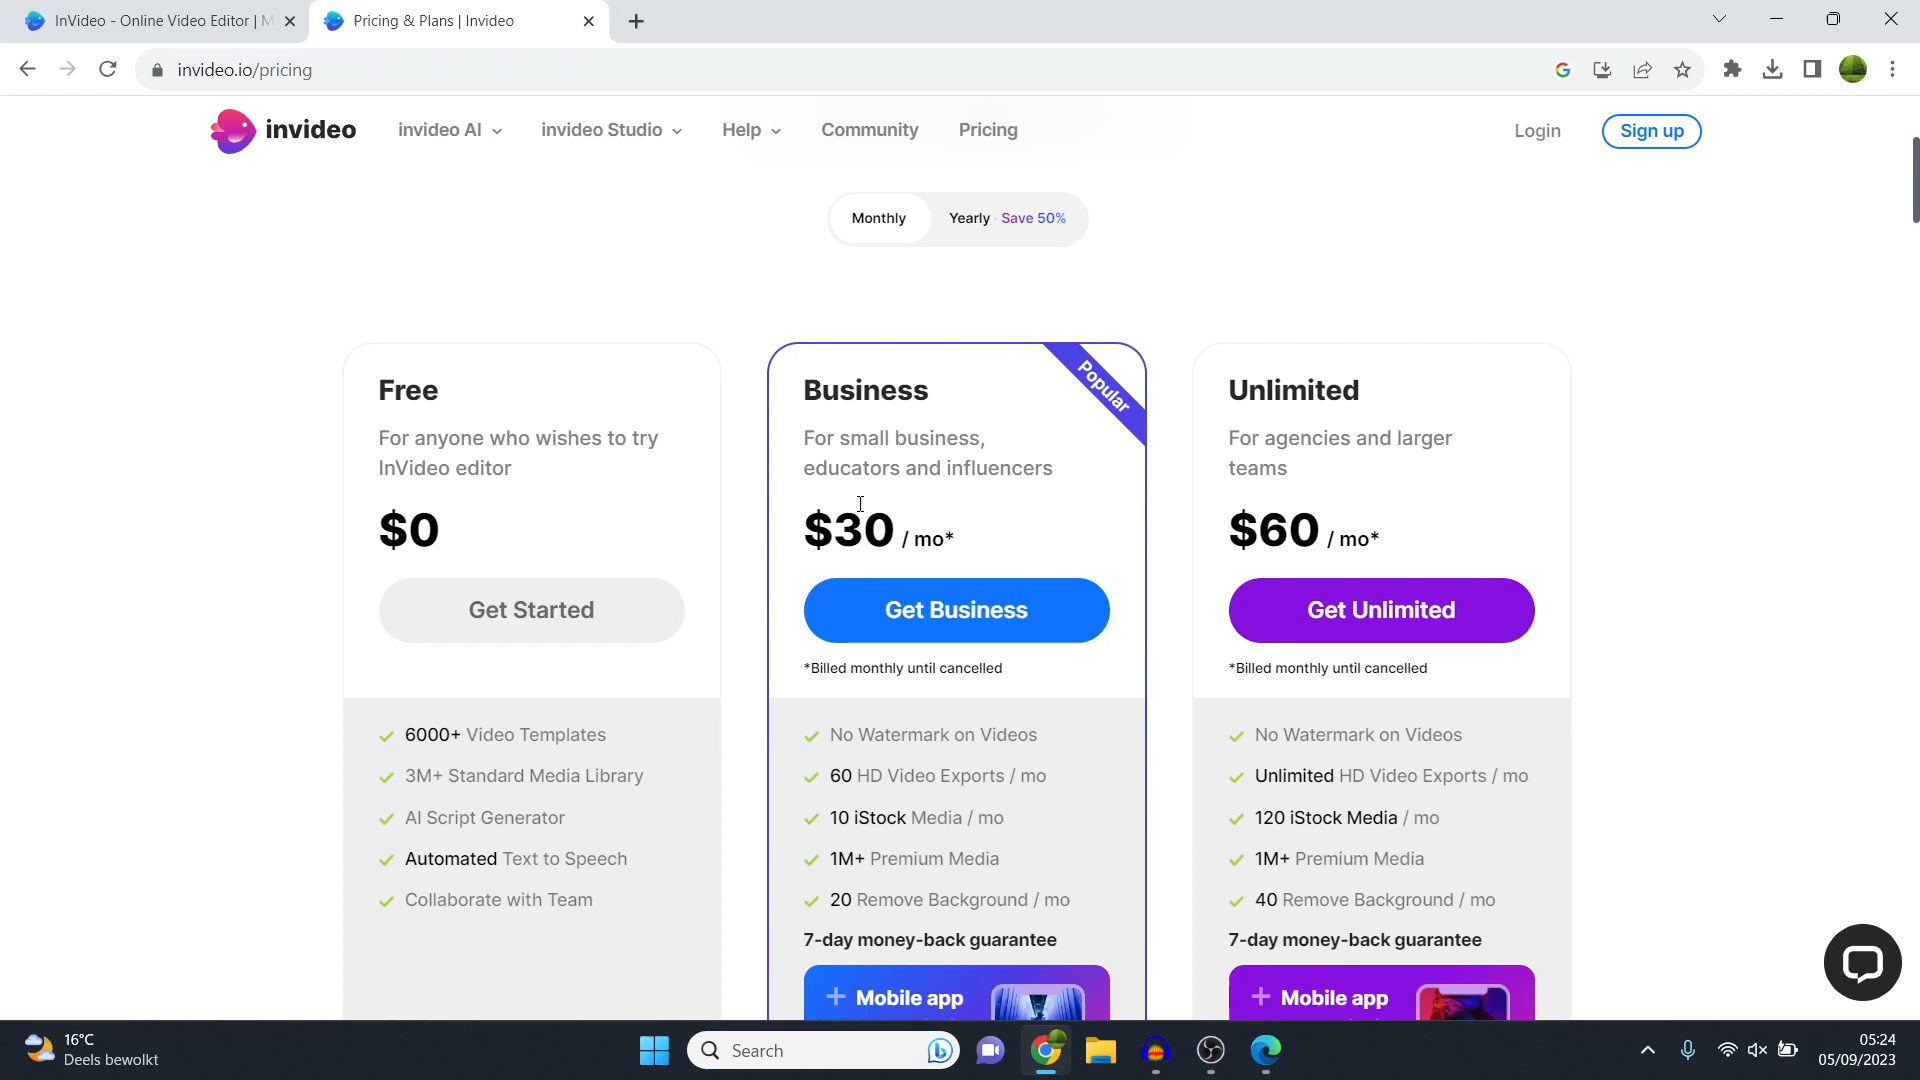 InVideo - Online Video Editor | M
Pricing & Plans | Invideo
invideo.io/pricing
invideo
invideo AI
invideo Studio
Help
Community
Pricing
Login
Sign up
Monthly
Yearly · Save 50%
Free
For anyone who wishes to try
InVideo editor
$0
Get Started
6000+ Video Templates
3M+ Standard Media Library
AI Script Generator
Automated Text to Speech
Collaborate with Team
Popular
Business
For small business,
educators and influencers
$30 / mo*
Get Business
*Billed monthly until cancelled
No Watermark on Videos
60 HD Video Exports / mo
10 iStock Media / mo
1M+ Premium Media
20 Remove Background / mo
7-day money-back guarantee
+ Mobile app
Unlimited
For agencies and larger
teams
$60 / mo*
Get Unlimited
*Billed monthly until cancelled
No Watermark on Videos
Unlimited HD Video Exports / mo
120 iStock Media / mo
1M+ Premium Media
40 Remove Background / mo
7-day money-back guarantee
+ Mobile app
16°C
Deels bewolkt
Search
05:24
05/09/2023